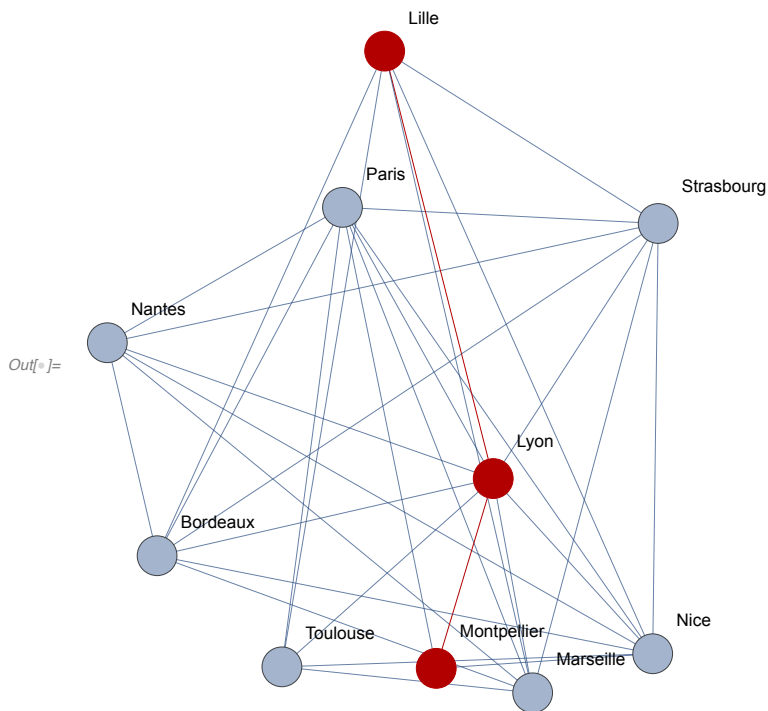 Lille
Paris
Strasbourg
Nantes
Out[•]=
Lyon
Bordeaux
Toulouse
Montpellier
Nice
Marseille